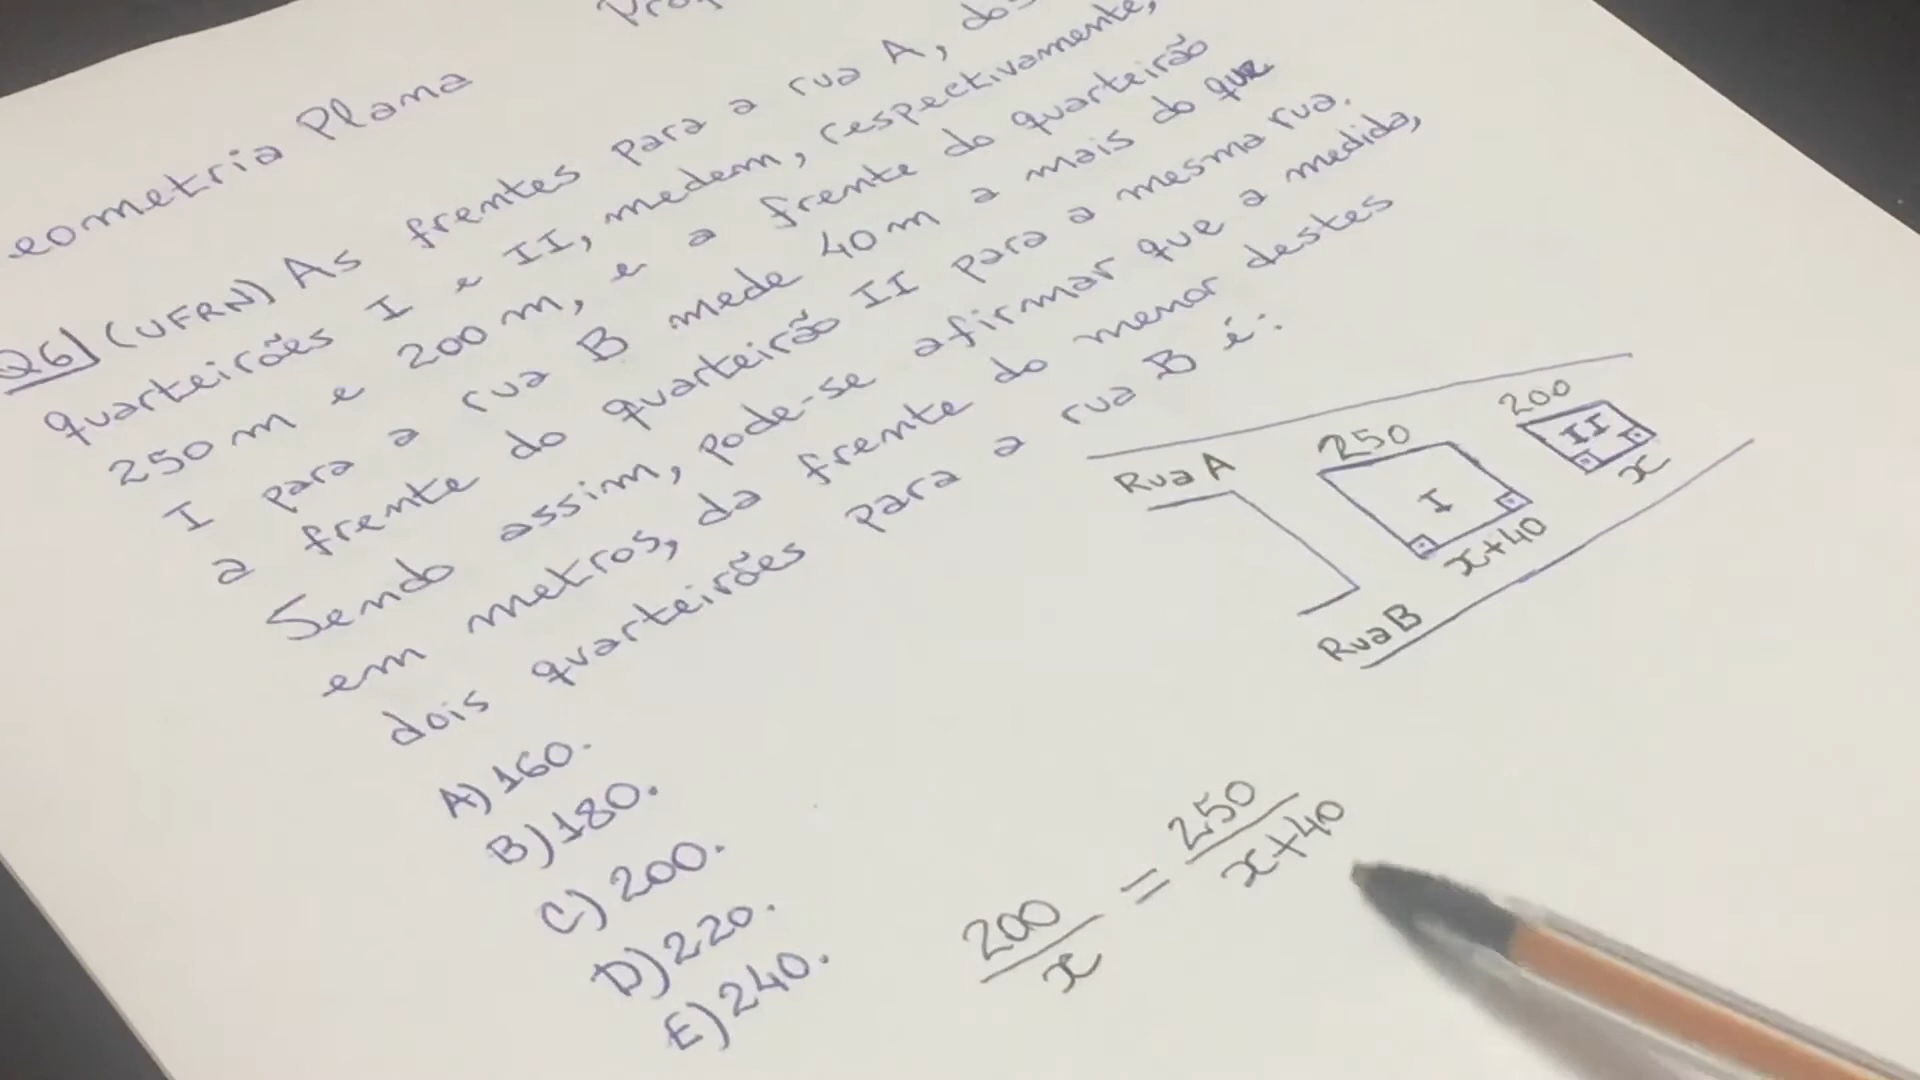 eometria Plana
Q6) (UFRN) As frentes para a rua A, dos
quarteirões I e II, medem, respectivamente,
250 m e 200 m, e a frente do quarteirão
I para a rua B mede 40 m a mais do que
a frente do quarteirão II para a mesma rua.
Sendo assim, pode-se afirmar que a medida,
em metros, da frente do menor destes
dois quarteirões para a rua B é:
A) 160.
B) 180.
C) 200.
D) 220.
E) 240.
Rua A
250
I
x+40
200
II
x
Rua B
200/x = 250/x+40